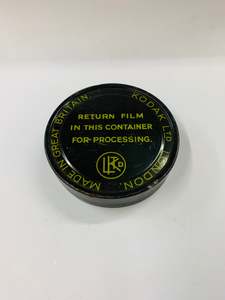 RETURN FILM
IN THIS CONTAINER
FOR PROCESSING.
KODAK LTD. LONDON.
MADE IN GREAT BRITAIN.